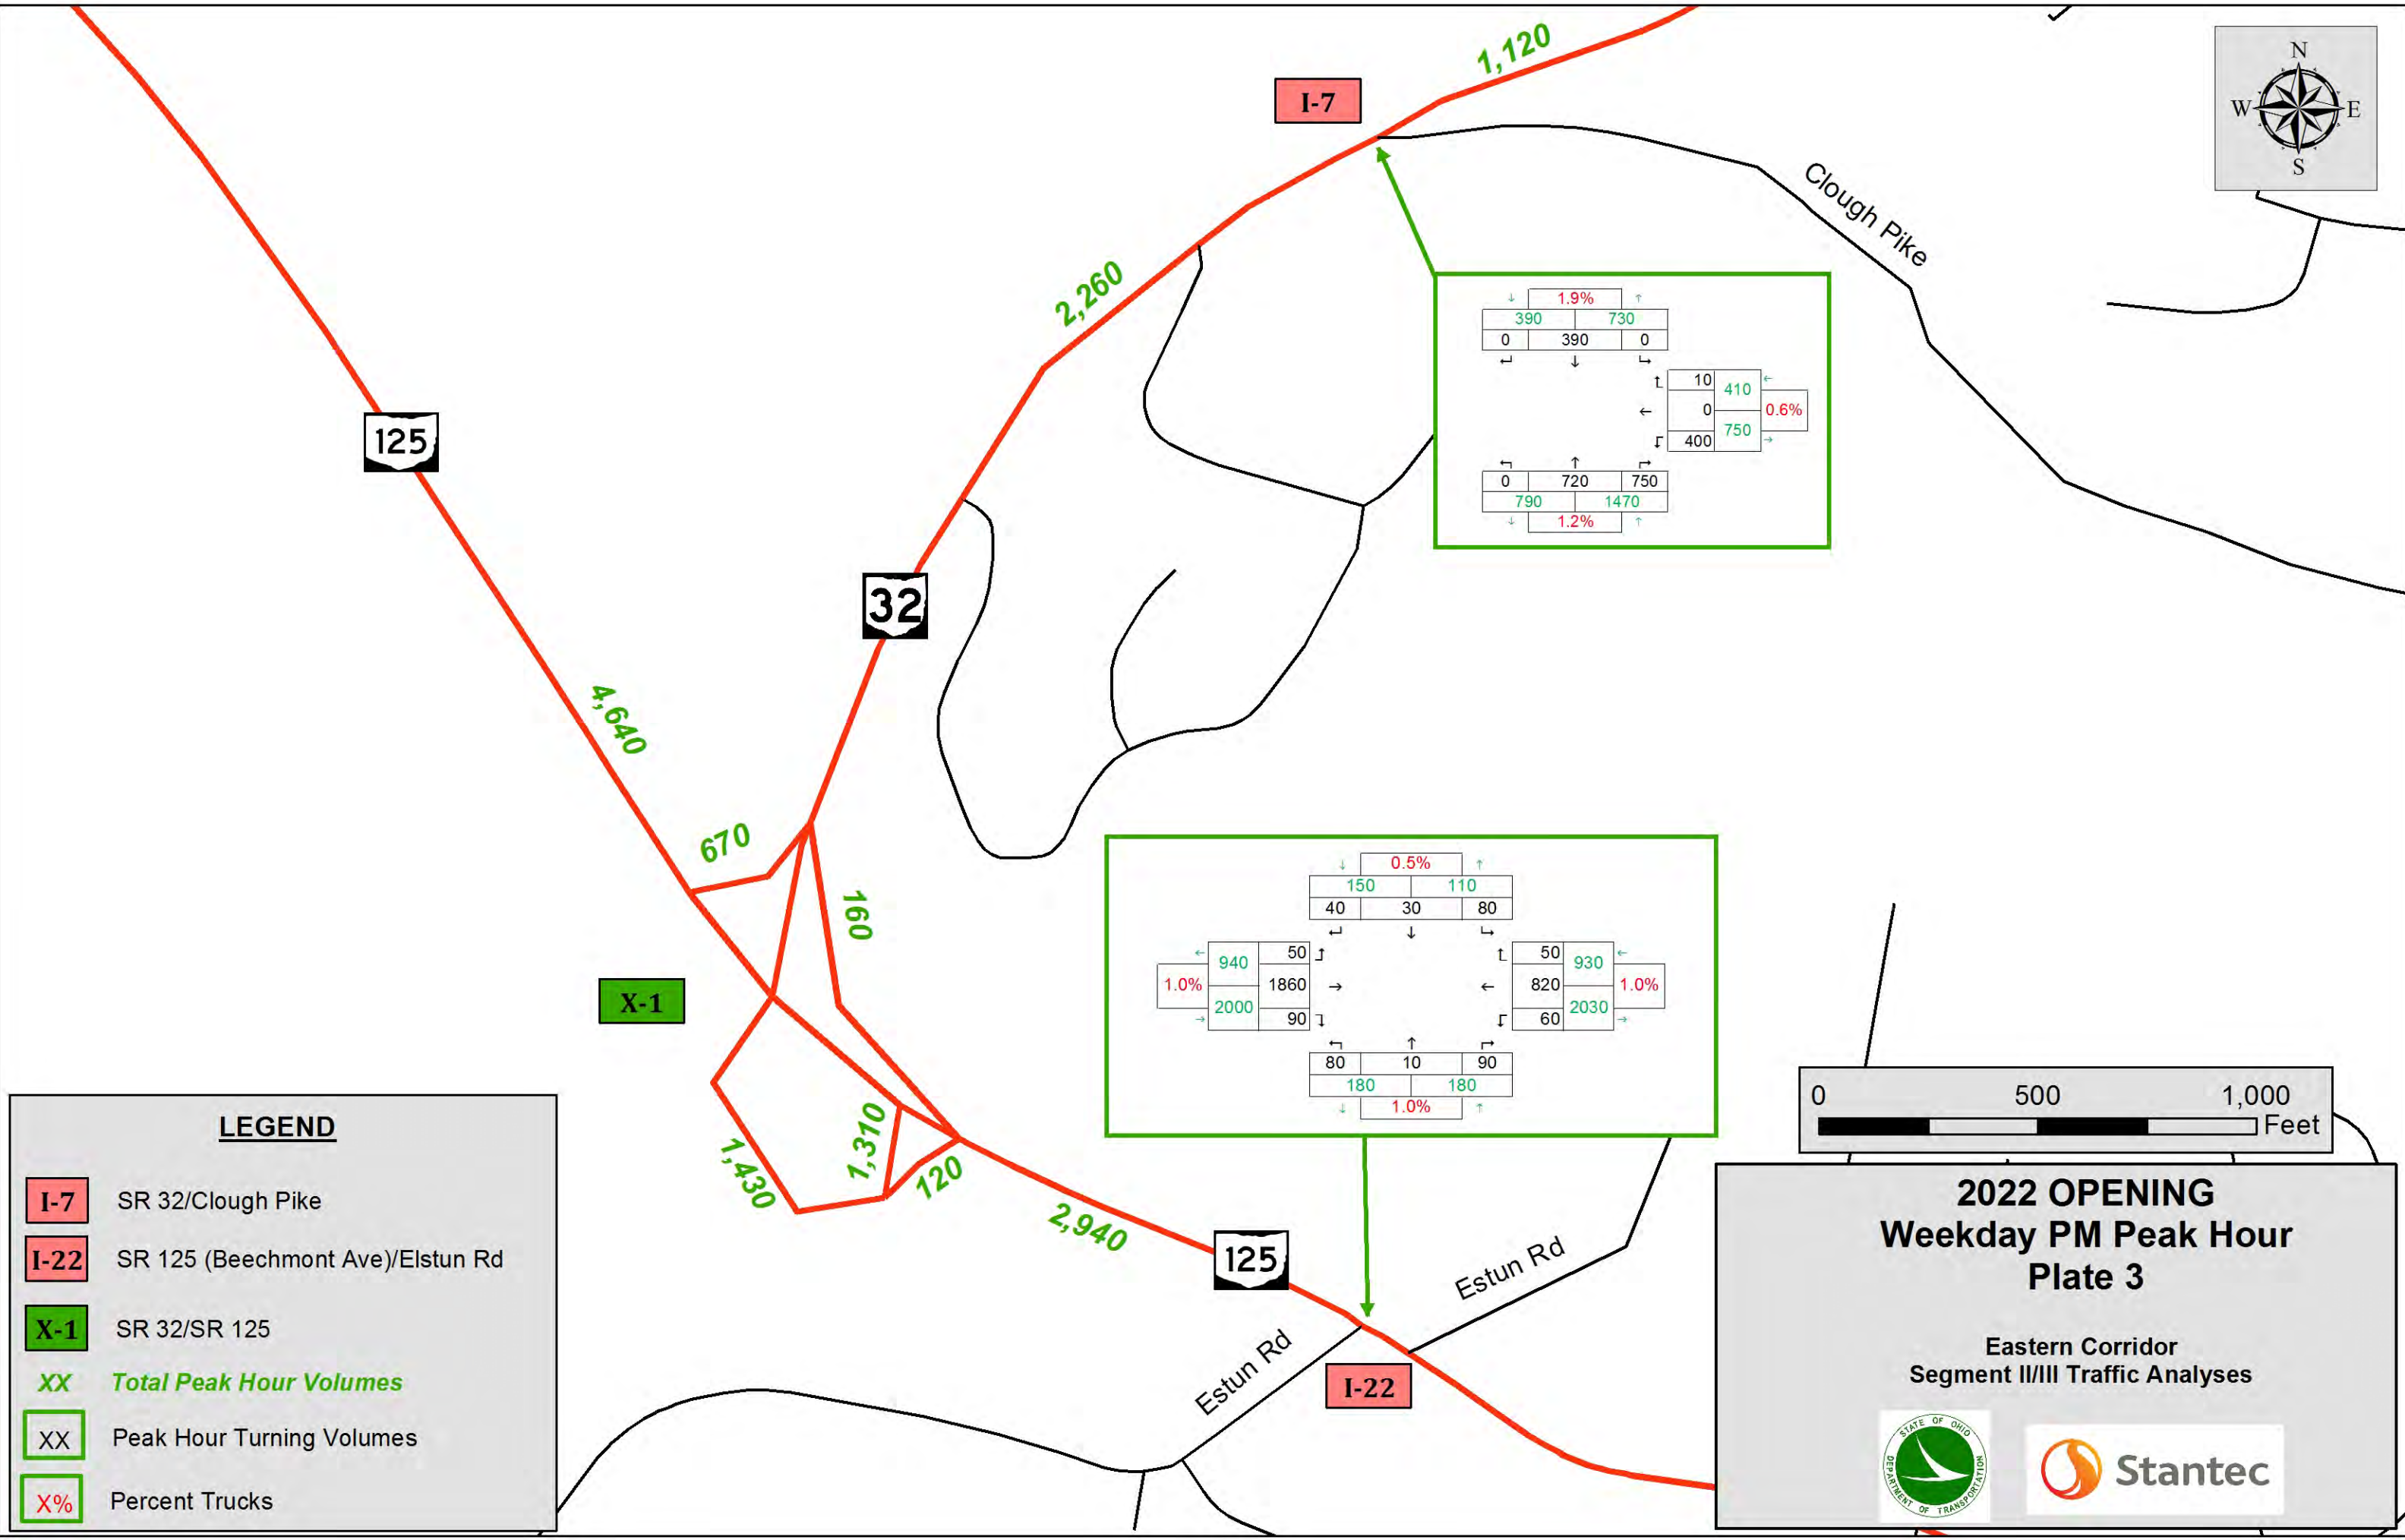 1,120
N
W E
S
I-7
Clough Pike
2,260
1.9%
390 730
0 390 0
10
410
0
0.6%
750
400
0 720 750
790 1470
1.2%
125
32
4,640
670
160
X-1
0.5%
150 110
40 30 80
50
940
1.0%
1860
2000
90
50
930
820
1.0%
2030
60
80 10 90
180 180
1.0%
1,430
1,310
120
2,940
125
Estun Rd
Estun Rd
I-22
0 500 1,000
Feet
LEGEND
I-7 SR 32/Clough Pike
I-22 SR 125 (Beechmont Ave)/Elstun Rd
X-1 SR 32/SR 125
XX Total Peak Hour Volumes
XX Peak Hour Turning Volumes
X% Percent Trucks
2022 OPENING
Weekday PM Peak Hour
Plate 3
Eastern Corridor
Segment II/III Traffic Analyses
STATE OF OHIO
DEPARTMENT OF TRANSPORTATION
Stantec